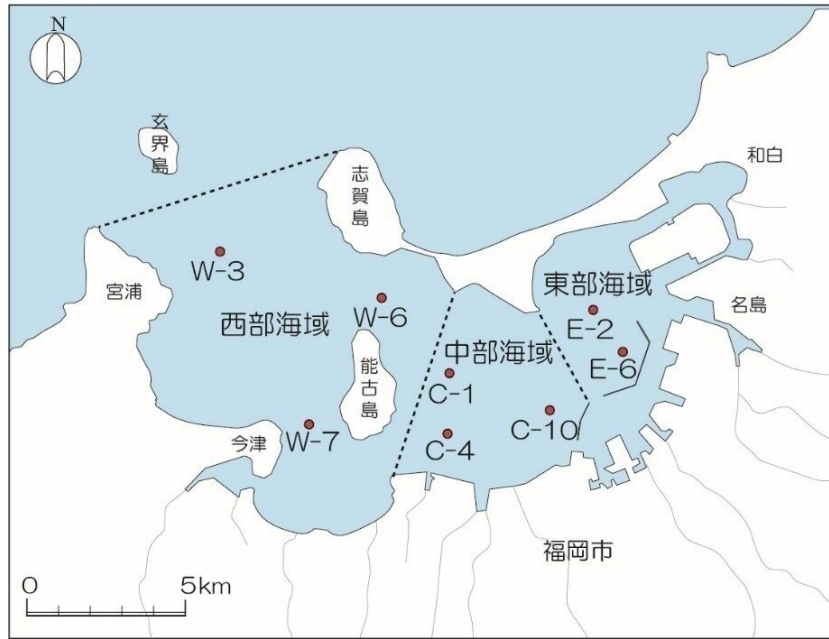 N
玄界島
志賀島
和白
W-3
宮浦
東部海域
W-6
E-2
名島
西部海域
中部海域
E-6
能古島
C-1
W-7
C-10
今津
C-4
福岡市
0
5km